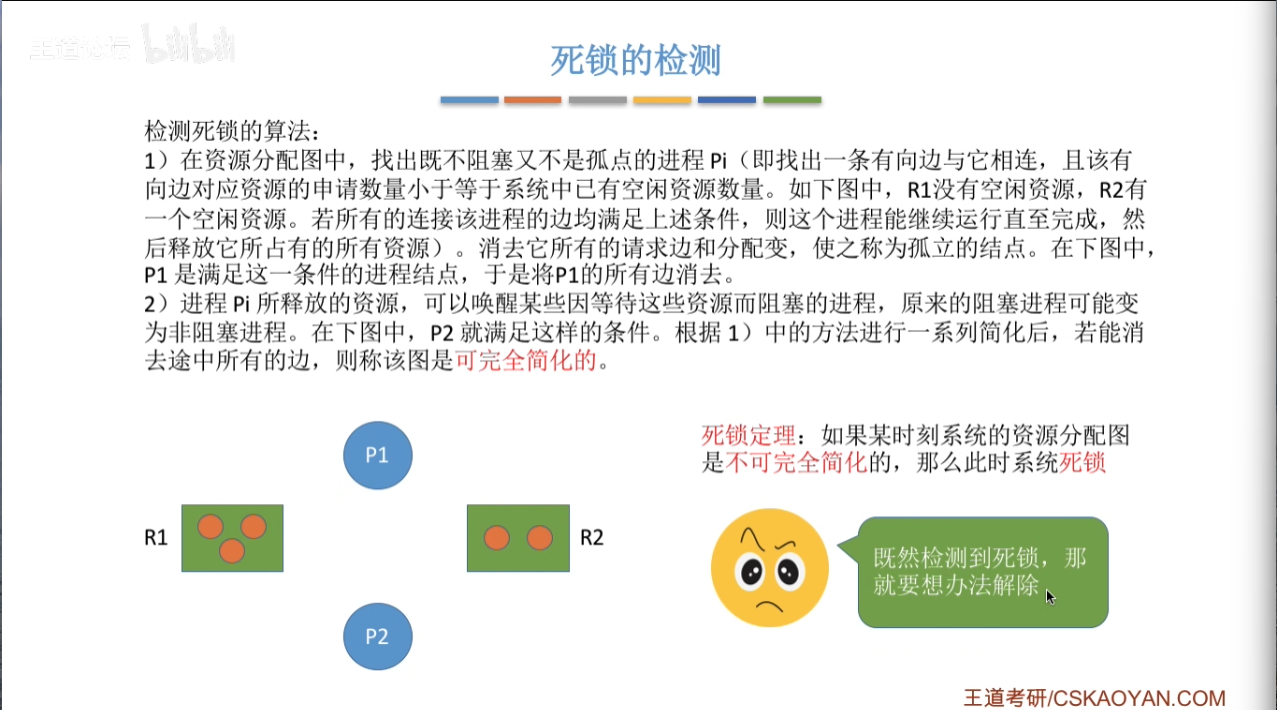 王道论坛 bilibili
死锁的检测
检测死锁的算法：
1）在资源分配图中，找出既不阻塞又不是孤点的进程 Pi（即找出一条有向边与它相连，且该有
向边对应资源的申请数量小于等于系统中已有空闲资源数量。如下图中，R1没有空闲资源，R2有
一个空闲资源。若所有的连接该进程的边均满足上述条件，则这个进程能继续运行直至完成，然
后释放它所占有的所有资源）。消去它所有的请求边和分配变，使之称为孤立的结点。在下图中，
P1 是满足这一条件的进程结点，于是将P1的所有边消去。
2）进程 Pi 所释放的资源，可以唤醒某些因等待这些资源而阻塞的进程，原来的阻塞进程可能变
为非阻塞进程。在下图中，P2 就满足这样的条件。根据 1）中的方法进行一系列简化后，若能消
去途中所有的边，则称该图是可完全简化的。
P1
R1
R2
P2
死锁定理：如果某时刻系统的资源分配图
是不可完全简化的，那么此时系统死锁
既然检测到死锁，那
就要想办法解除
王道考研/CSKAOYAN.COM